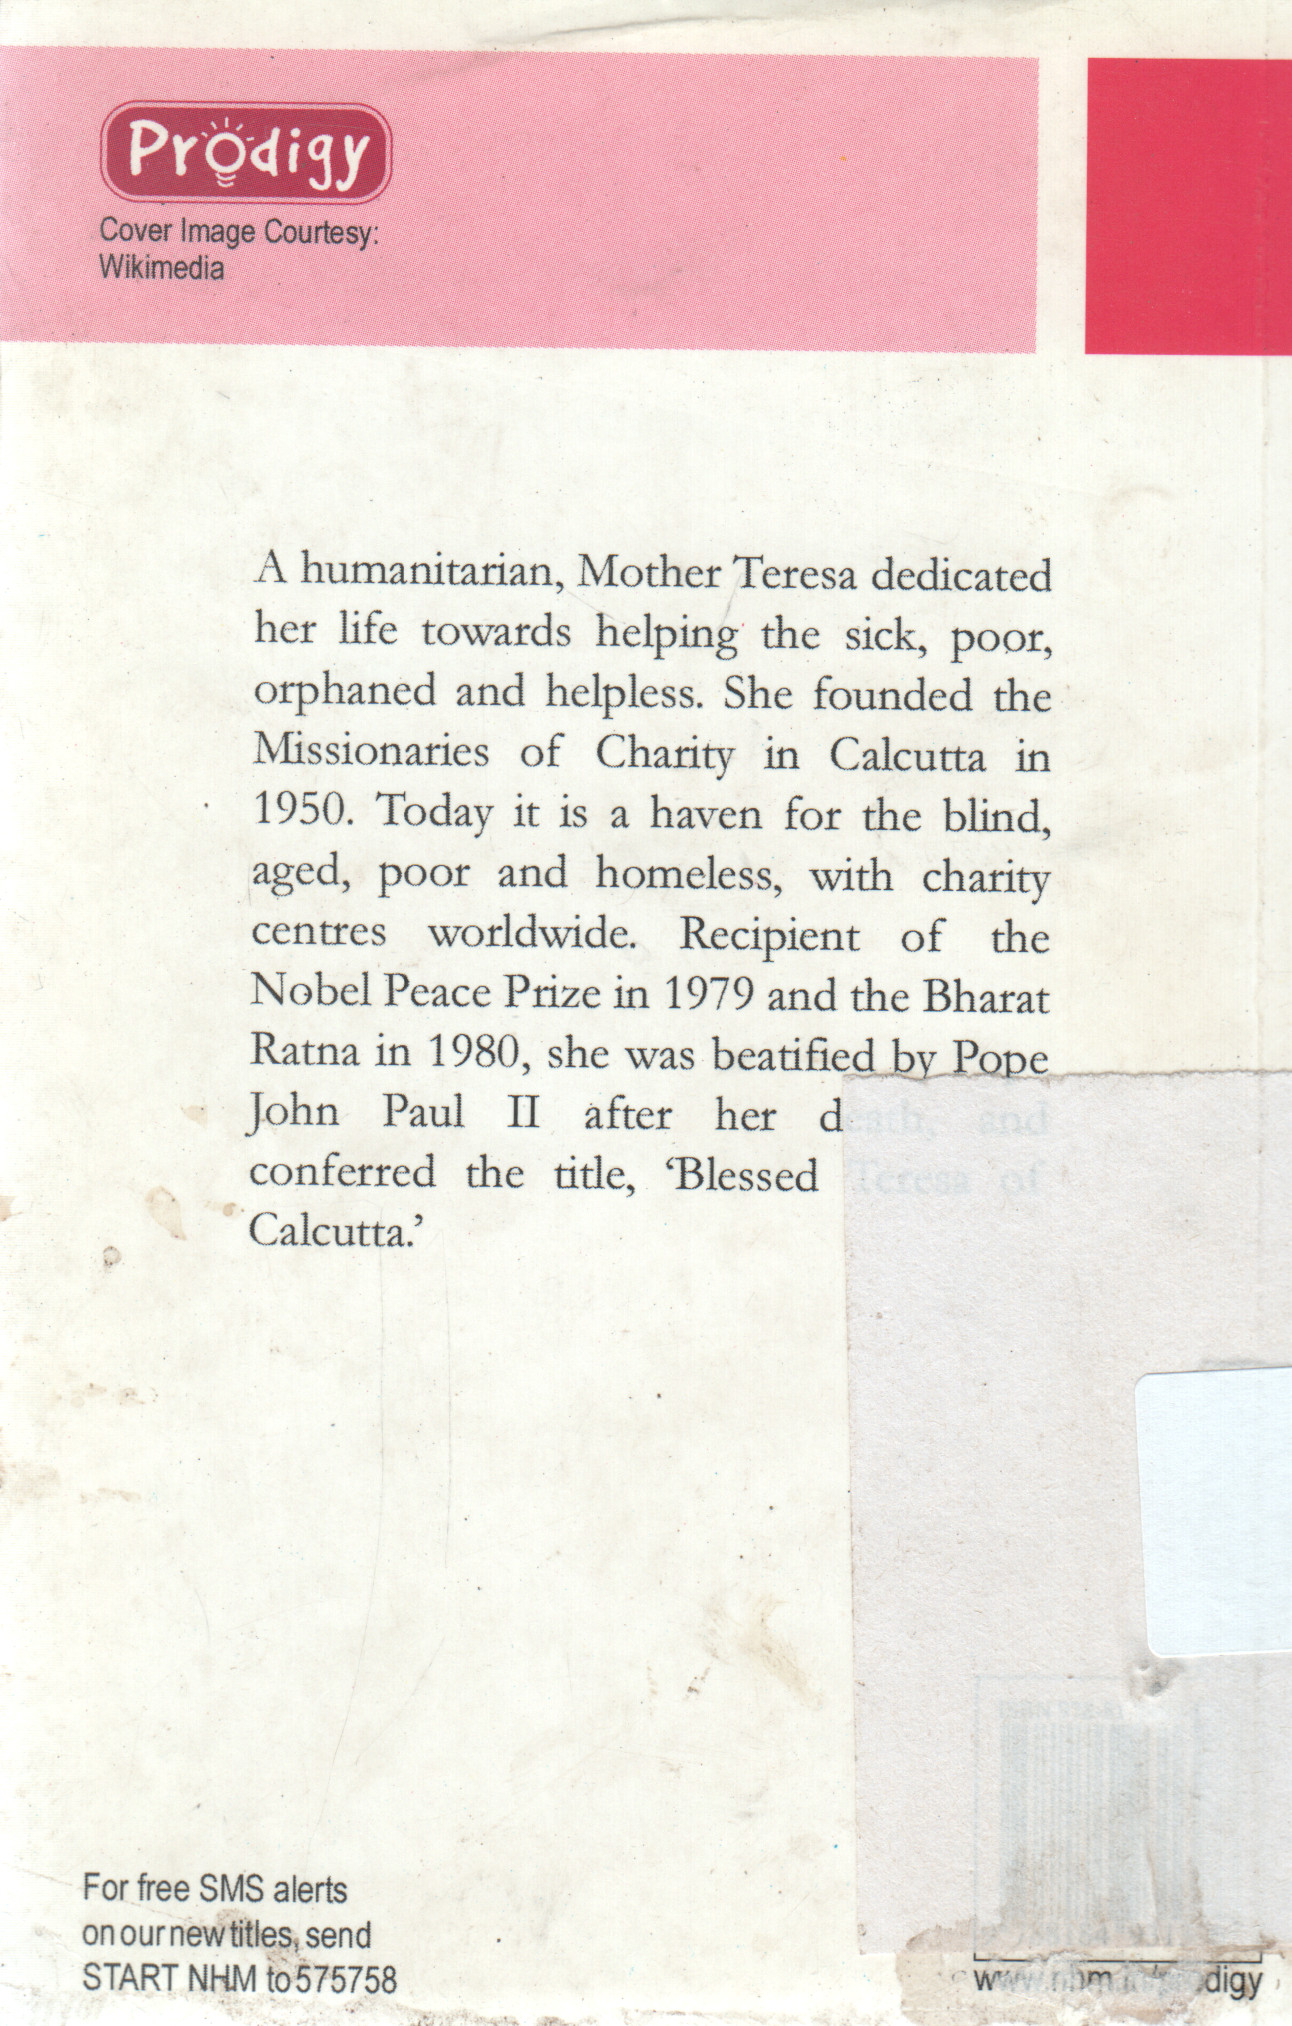 Prodigy
Cover Image Courtesy:
Wikimedia
A humanitarian, Mother Teresa dedicated
her life towards helping the sick, poor,
orphaned and helpless. She founded the
Missionaries of Charity in Calcutta in
1950. Today it is a haven for the blind,
aged, poor and homeless, with charity
centres worldwide. Recipient of the
Nobel Peace Prize in 1979 and the Bharat
Ratna in 1980, she was beatified by Pope
John Paul II after her death, and
conferred the title, ‘Blessed Teresa of
Calcutta.’
For free SMS alerts
on our new titles, send
START NHM to 575758